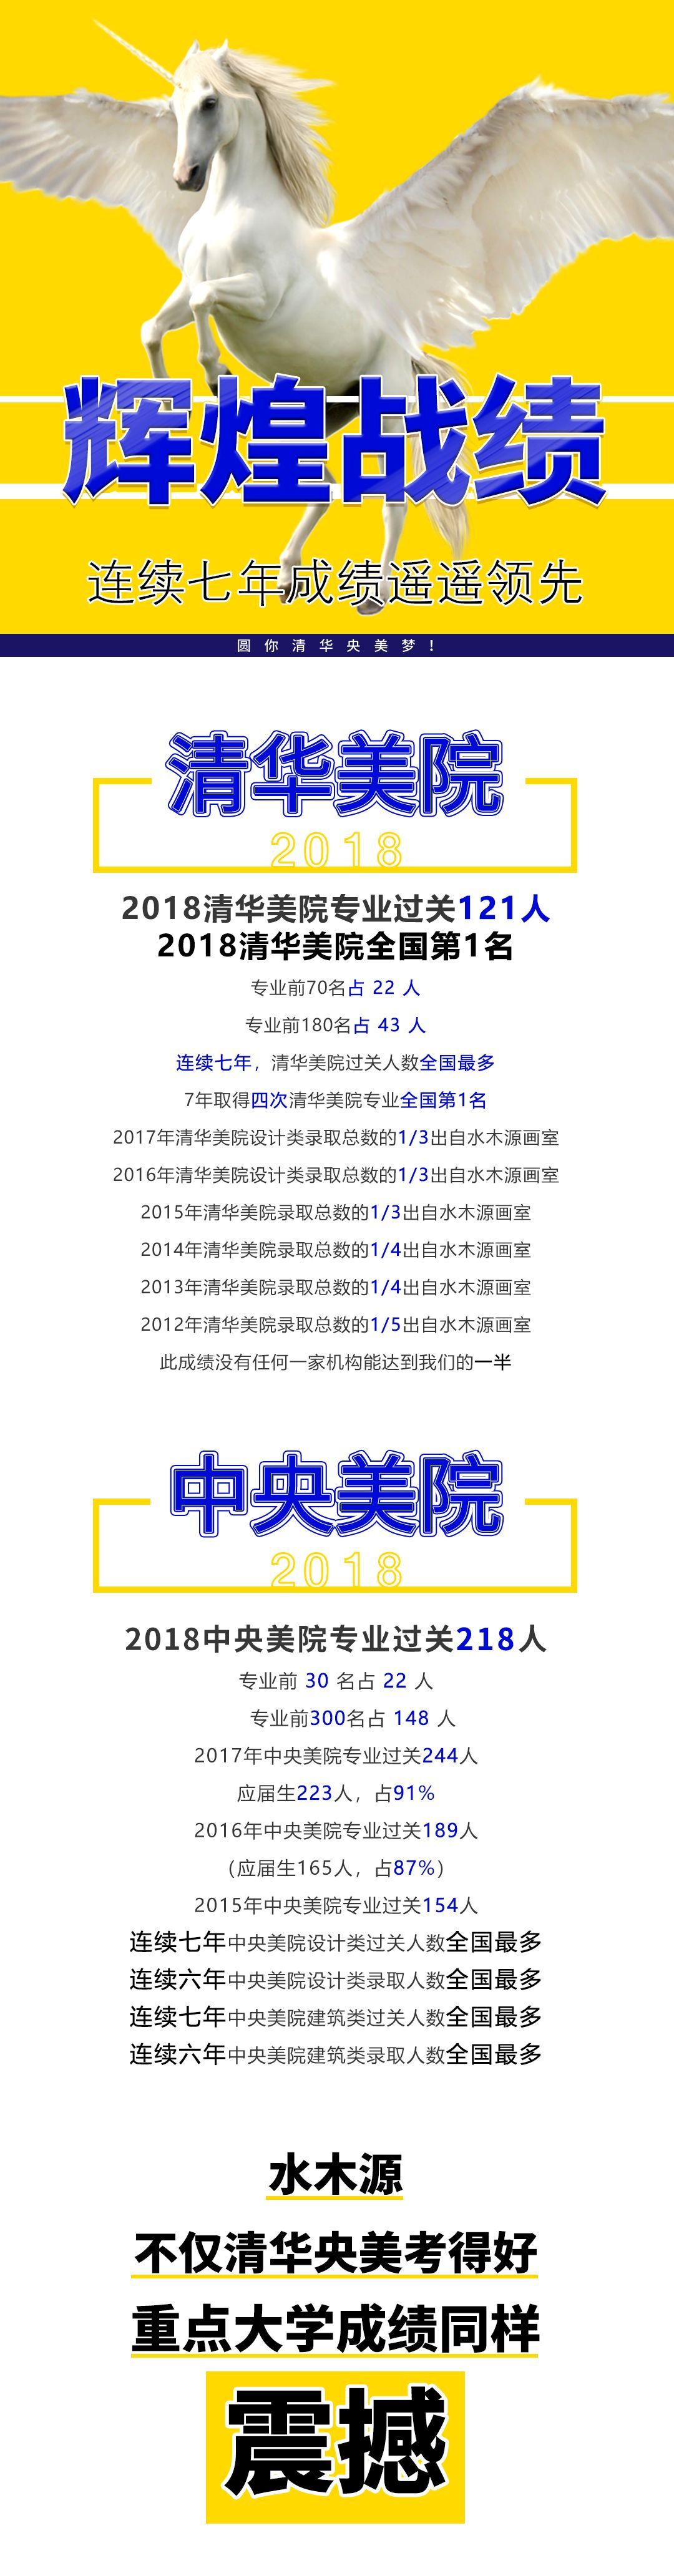 辉煌战绩
连续七年成绩遥遥领先
圆你清华央美梦！
清华美院
2018
2018清华美院专业过关121人
2018清华美院全国第1名
专业前70名占 22 人
专业前180名占 43 人
连续七年，清华美院过关人数全国最多
7年取得四次清华美院专业全国第1名
2017年清华美院设计类录取总数的1/3出自水木源画室
2016年清华美院设计类录取总数的1/3出自水木源画室
2015年清华美院录取总数的1/3出自水木源画室
2014年清华美院录取总数的1/4出自水木源画室
2013年清华美院录取总数的1/4出自水木源画室
2012年清华美院录取总数的1/5出自水木源画室
此成绩没有任何一家机构能达到我们的一半
中央美院
2018
2018中央美院专业过关218人
专业前 30 名占 22 人
专业前300名占 148 人
2017年中央美院专业过关244人
应届生223人，占91%
2016年中央美院专业过关189人
（应届生165人，占87%）
2015年中央美院专业过关154人
连续七年中央美院设计类过关人数全国最多
连续六年中央美院设计类录取人数全国最多
连续七年中央美院建筑类过关人数全国最多
连续六年中央美院建筑类录取人数全国最多
水木源
不仅清华央美考得好
重点大学成绩同样
震撼